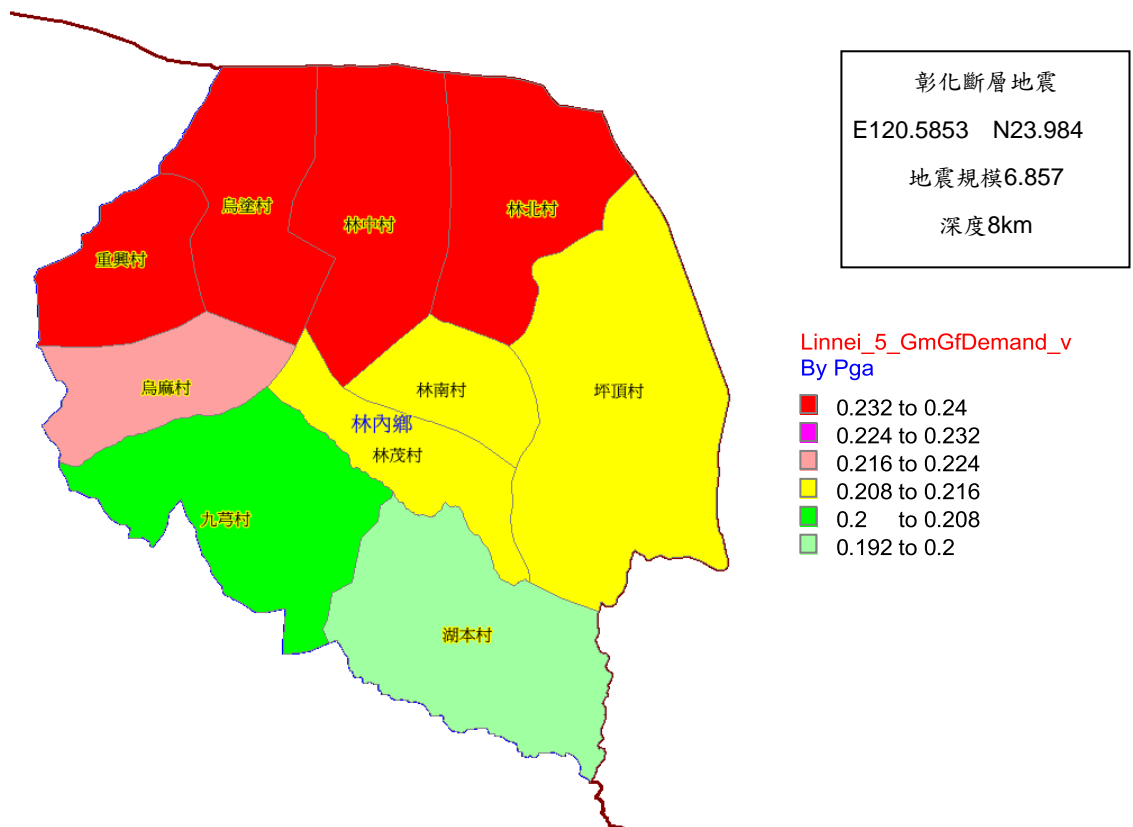 彰化斷層地震
E120.5853 N23.984
地震規模6.857
深度8km
烏塗村
林中村
林北村
重興村
烏麻村
林南村
坪頂村
林內鄉
林茂村
九芎村
湖本村
Linnei_5_GmGfDemand_v
By Pga
0.232 to 0.24
0.224 to 0.232
0.216 to 0.224
0.208 to 0.216
0.2 to 0.208
0.192 to 0.2